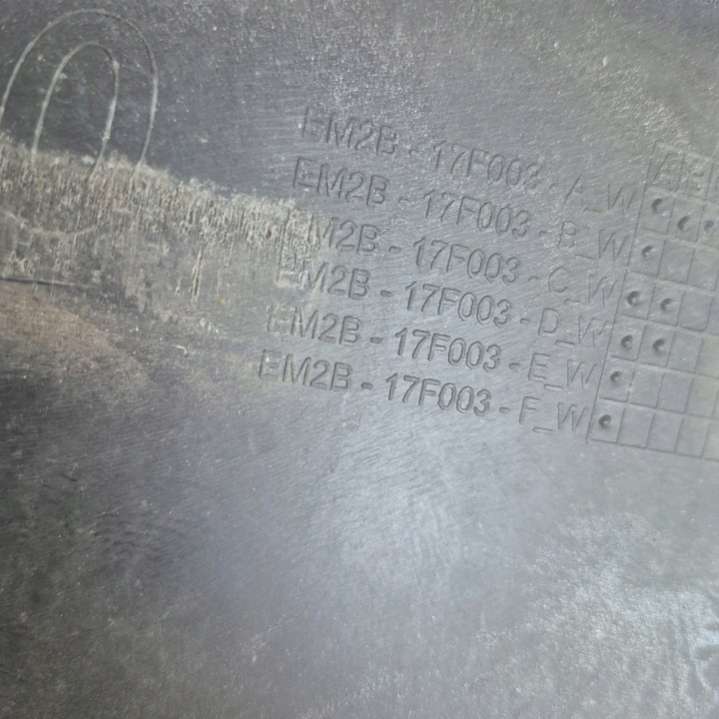 EM2B - 17F003 - A_W
EM2B - 17F003 - B_W
EM2B - 17F003 - C_W
EM2B - 17F003 - D_W
EM2B - 17F003 - E_W
EM2B - 17F003 - F_W